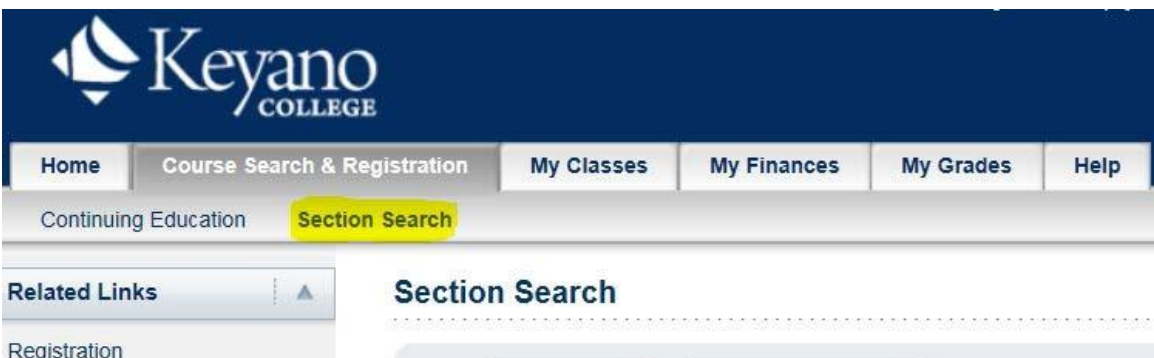 Keyano
COLLEGE
Home Course Search & Registration My Classes My Finances My Grades Help
Continuing Education Section Search
Related Links Section Search
Registration